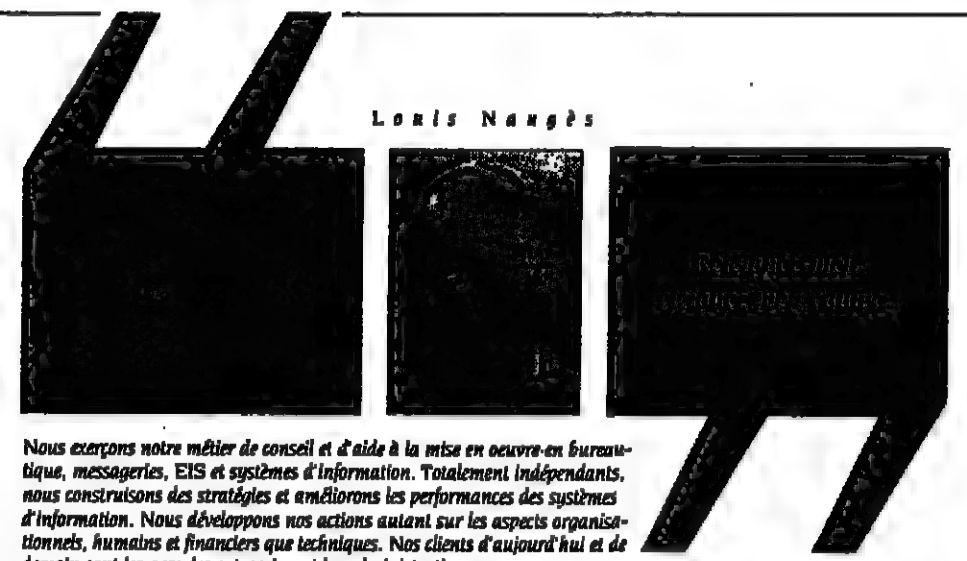 Louis Naugès
Nous exerçons notre métier de conseil et d'aide à la mise en oeuvre en bureau-
tique, messageries, EIS et systèmes d'information. Totalement indépendants,
nous construisons des stratégies et améliorons les performances des systèmes
d'information. Nous développons nos actions autant sur les aspects organisa-
tionnels, humains et financiers que techniques. Nos clients d'aujourd'hui et de